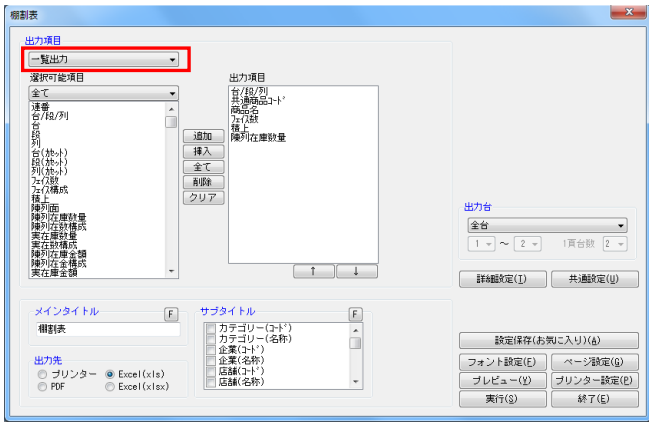 棚割表
出力項目
一覧出力
選択可能項目
全て
連番
台/段/列
台
段
列
台(ｶｾｯﾄ)
段(ｶｾｯﾄ)
列(ｶｾｯﾄ)
ﾌｪｲｽ数
ﾌｪｲｽ構成
積上
陳列面
陳列在庫数量
陳列在数構成
実在庫数量
実在数構成
陳列在庫金額
陳列在金構成
実在庫金額
追加
挿入
全て
削除
クリア
出力項目
台/段/列
共通商品ｺｰﾄﾞ
商品名
ﾌｪｲｽ数
積上
陳列在庫数量
↑
↓
出力台
全台
1 ～ 2 1頁台数 2
詳細設定(I)
共通設定(U)
メインタイトル
F
棚割表
出力先
プリンター
Excel(xls)
PDF
Excel(xlsx)
サブタイトル
F
カテゴリー(ｺｰﾄﾞ)
カテゴリー(名称)
企業(ｺｰﾄﾞ)
企業(名称)
店舗(ｺｰﾄﾞ)
店舗(名称)
設定保存(お気に入り)(A)
フォント設定(F)
ページ設定(G)
プレビュー(V)
プリンター設定(P)
実行(S)
終了(E)